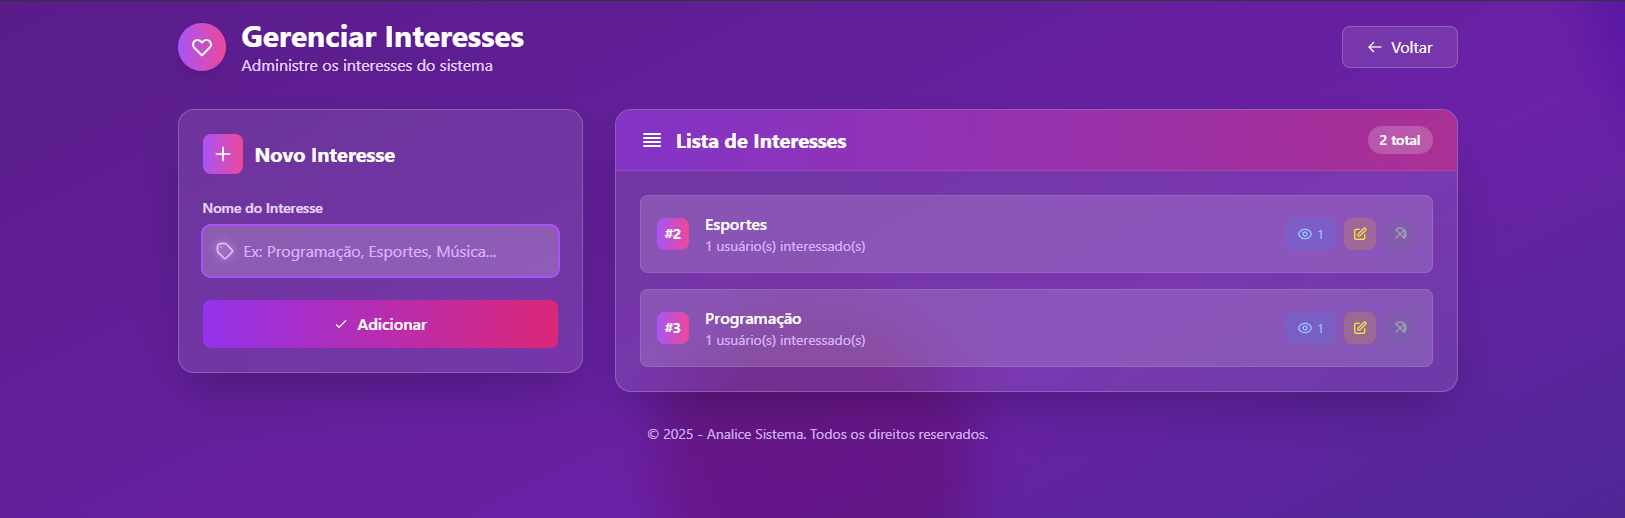 Gerenciar Interesses
Administre os interesses do sistema
Voltar
Novo Interesse
Nome do Interesse
Ex: Programação, Esportes, Música...
Adicionar
Lista de Interesses
2 total
#2
Esportes
1 usuário(s) interessado(s)
1
#3
Programação
1 usuário(s) interessado(s)
1
© 2025 - Analice Sistema. Todos os direitos reservados.